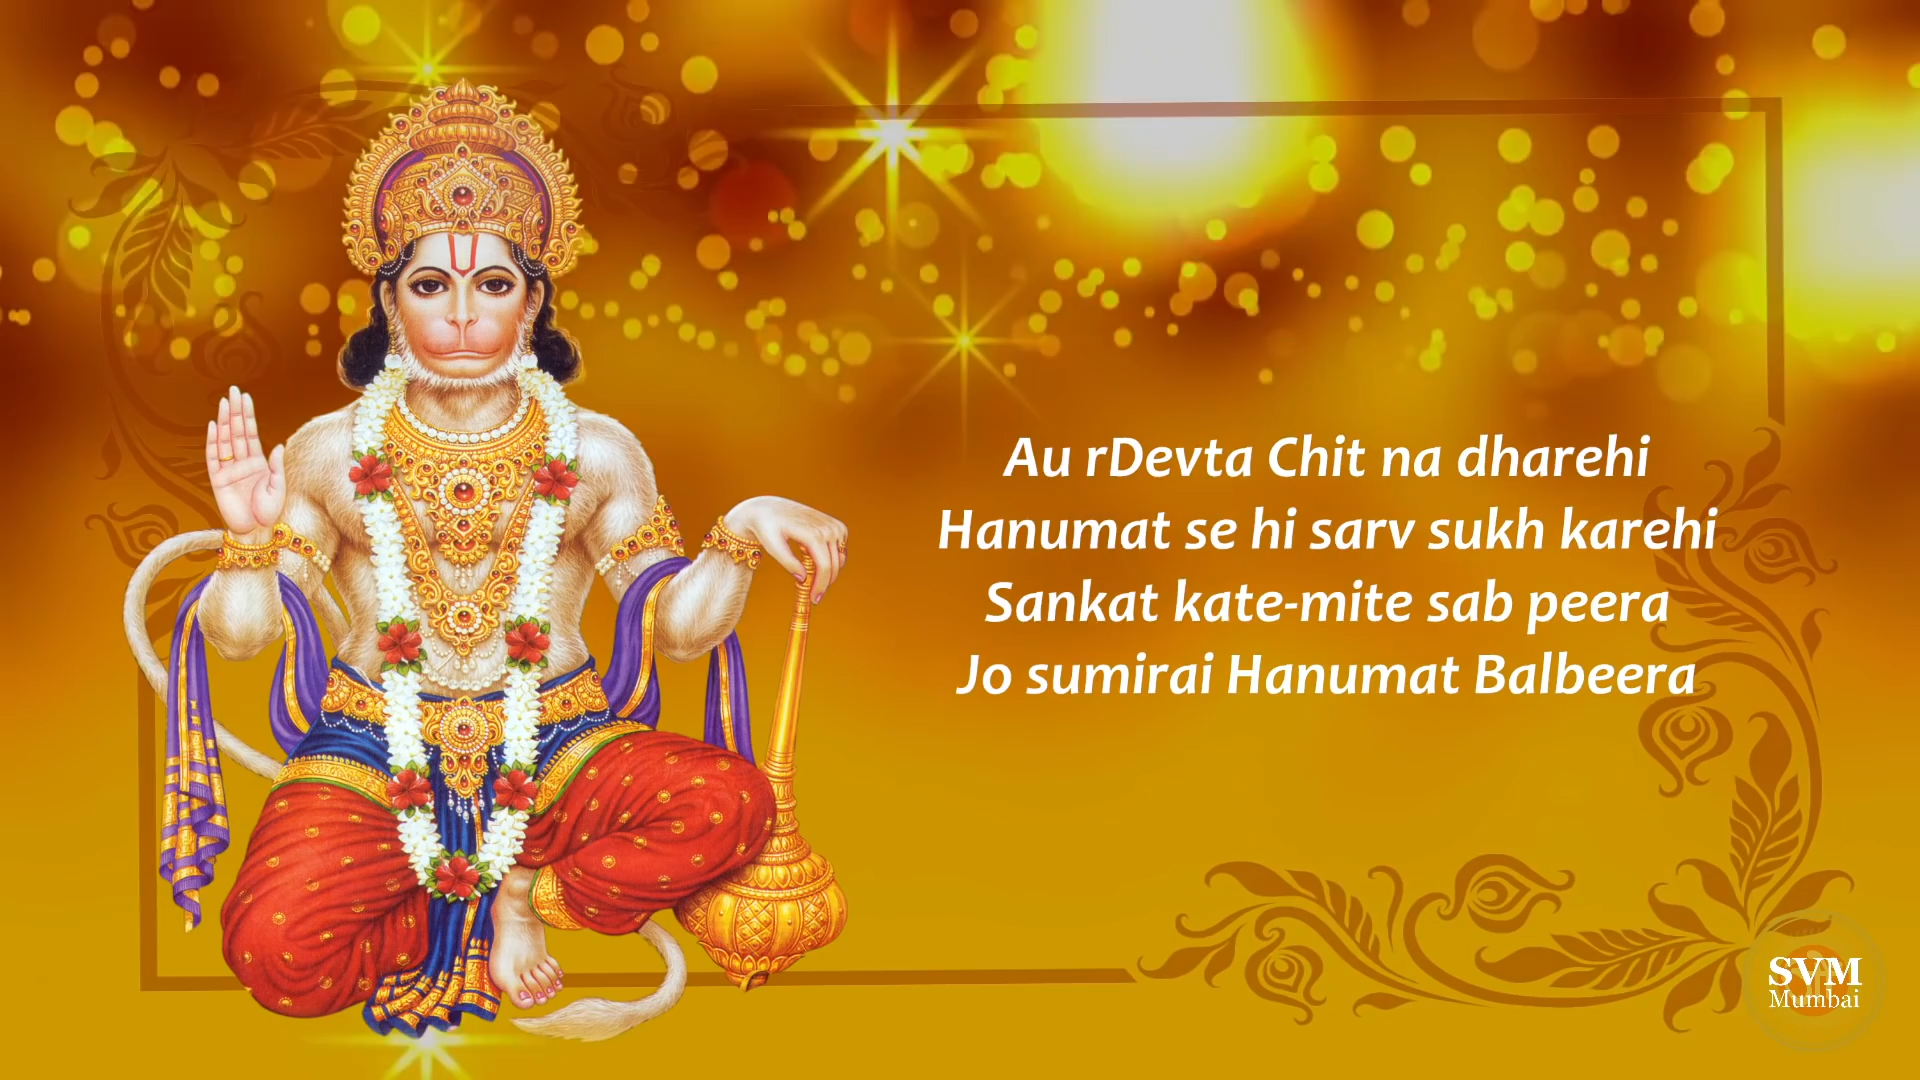 Au rDevta Chit na dharehi
Hanumat se hi sarv sukh karehi
Sankat kate-mite sab peera
Jo sumirai Hanumat Balbeera
SVM
Mumbai